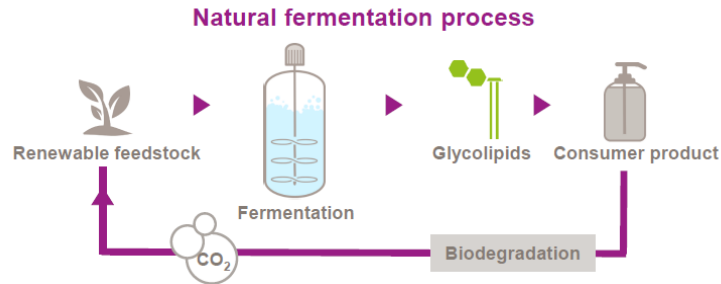 Natural fermentation process
Renewable feedstock
Fermentation
Glycolipids
Consumer product
Biodegradation
CO₂